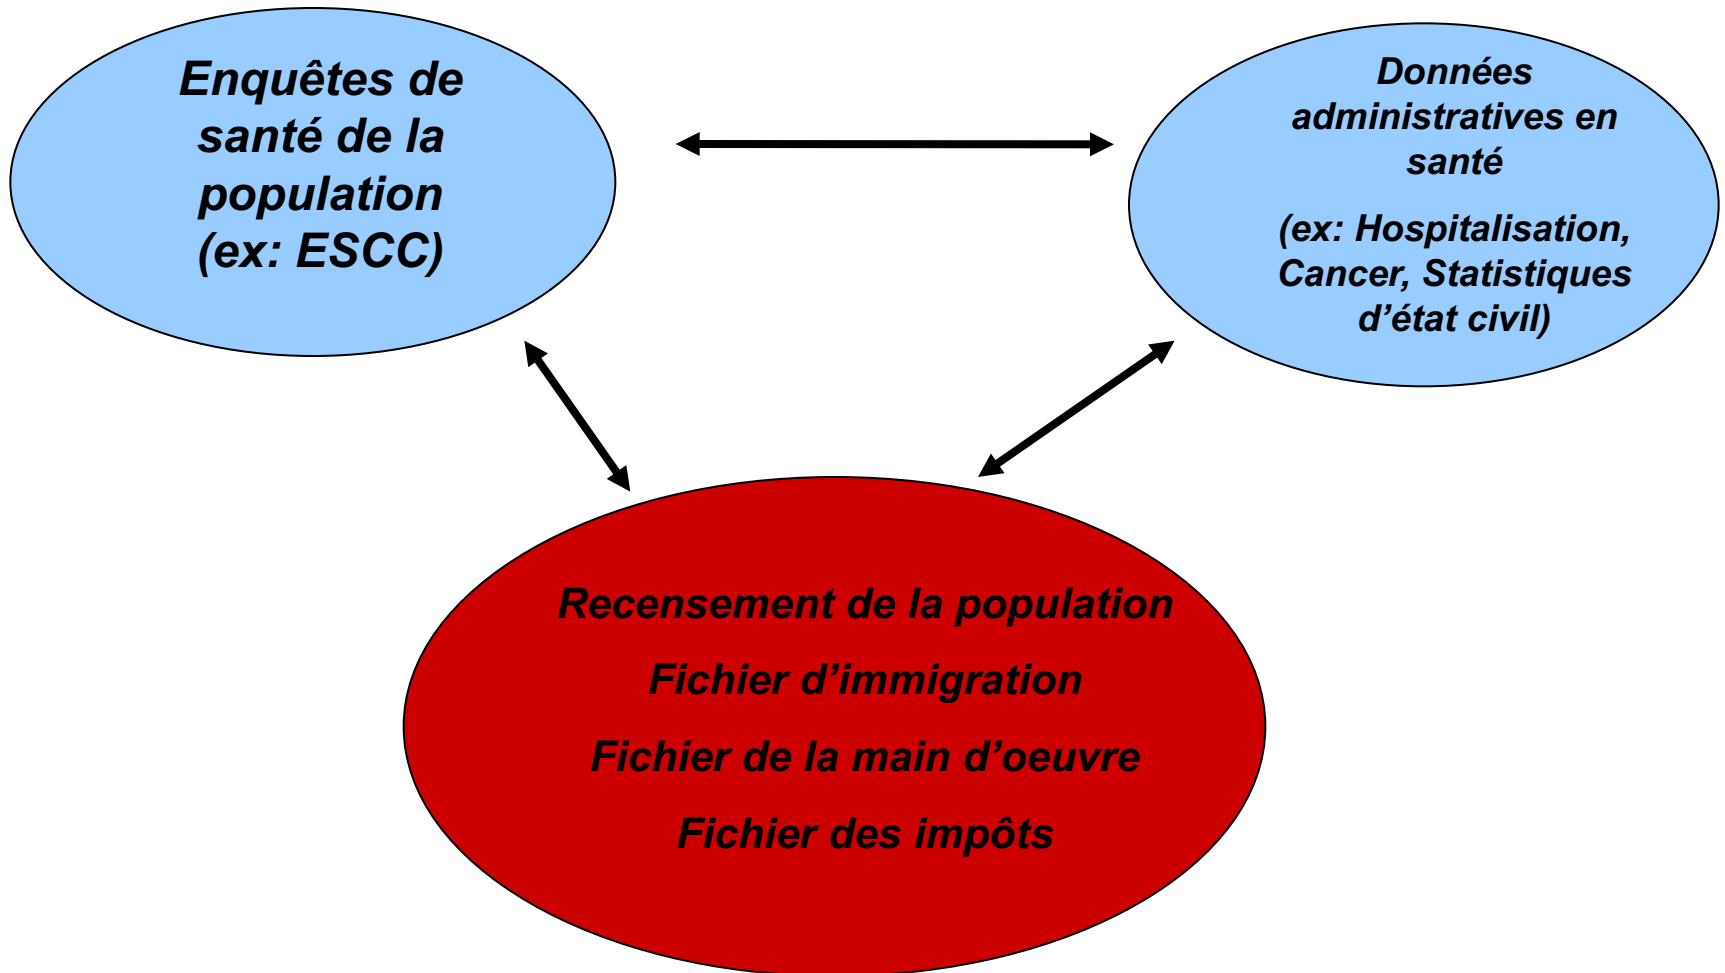 Enquêtes de
santé de la
population
(ex: ESCC)
Données
administratives en
santé
(ex: Hospitalisation,
Cancer, Statistiques
d’état civil)
Recensement de la population
Fichier d’immigration
Fichier de la main d’oeuvre
Fichier des impôts